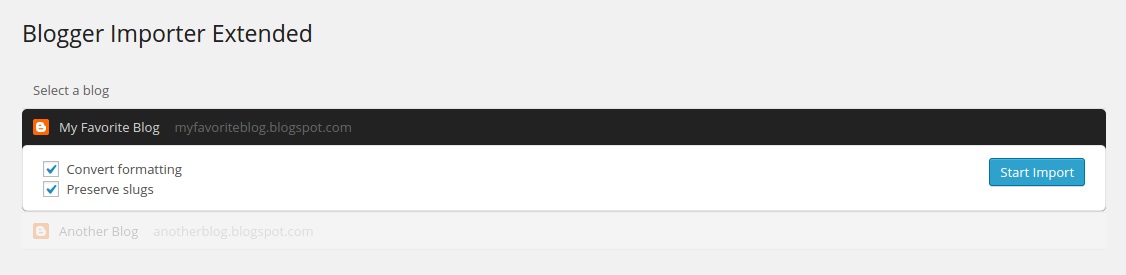 Blogger Importer Extended
Select a blog
My Favorite Blog myfavoriteblog.blogspot.com
Convert formatting
Start Import
Preserve slugs
Another Blog anotherblog.blogspot.com